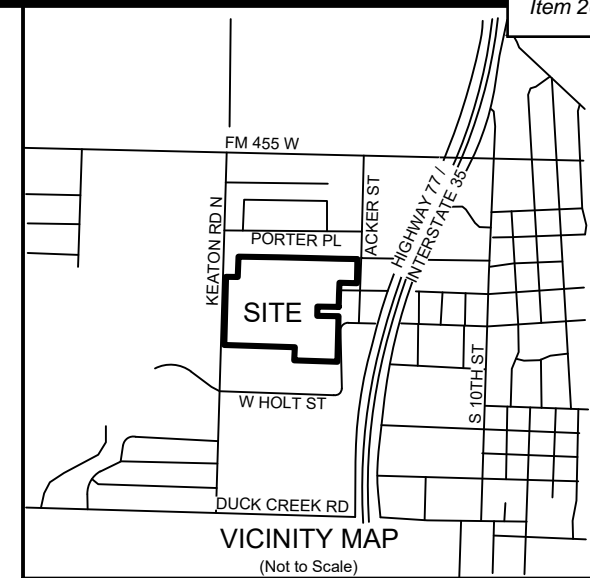 Item 2
FM 455 W
KEATON RD N
PORTER PL
ACKER ST
HIGHWAY 77 /
INTERSTATE 35
SITE
S 10TH ST
W HOLT ST
DUCK CREEK RD
VICINITY MAP
(Not to Scale)